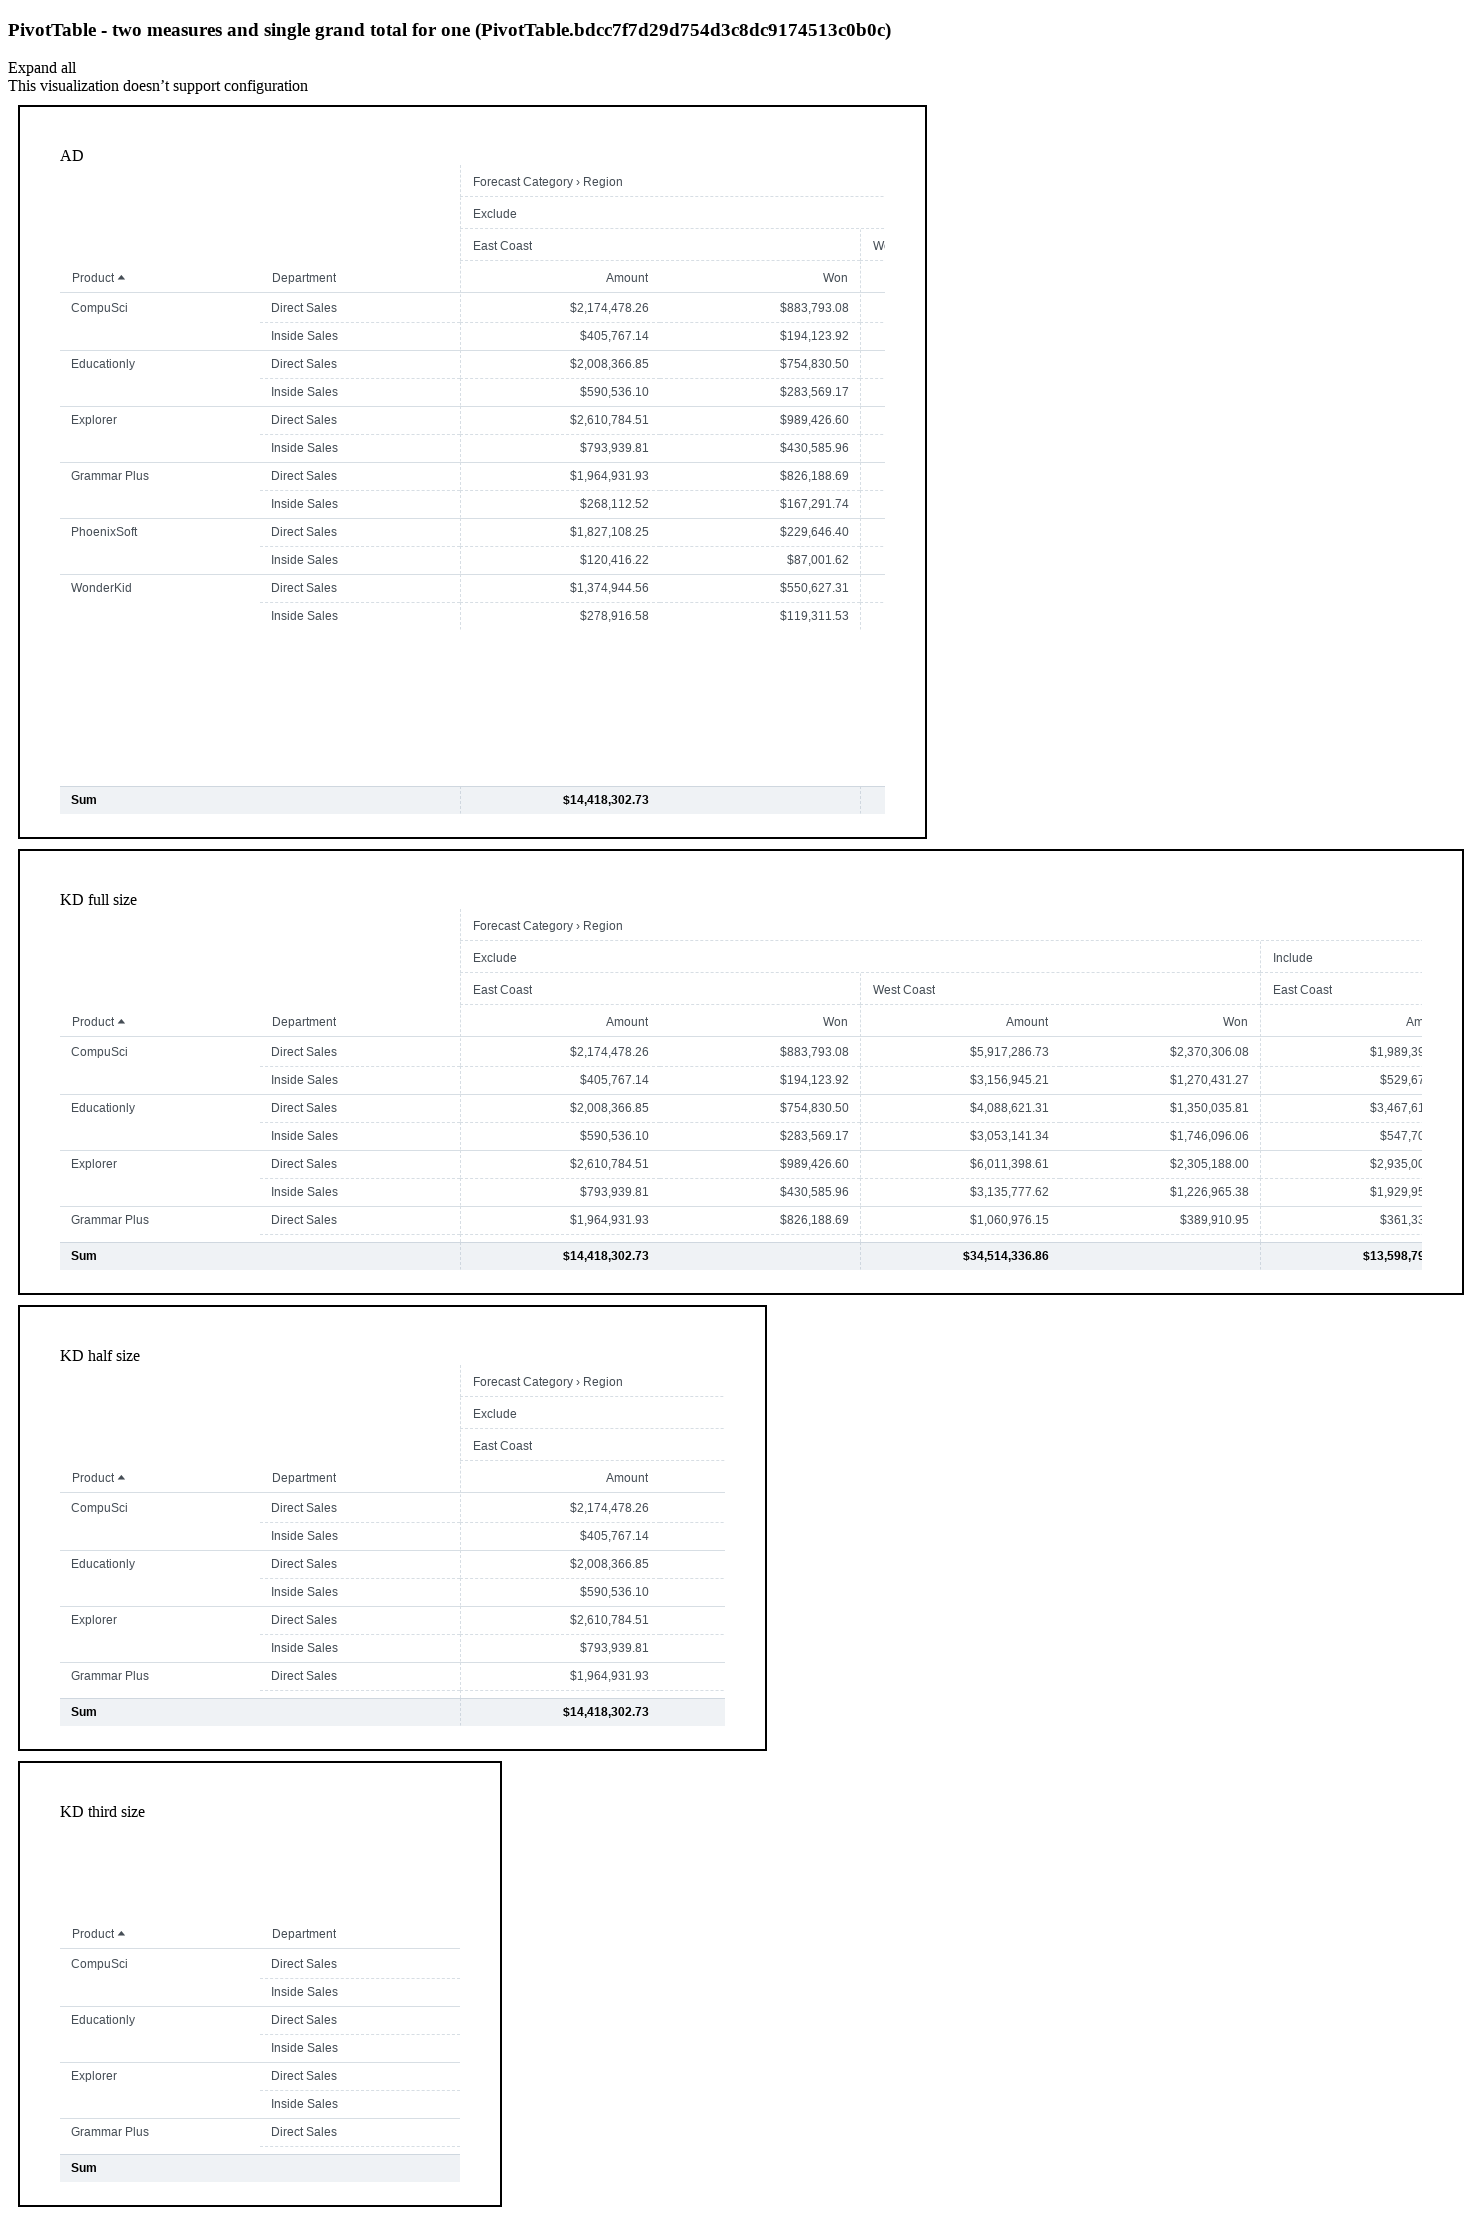 PivotTable - two measures and single grand total for one (PivotTable.bdcc7f7d29d754d3c8dc9174513c0b0c)
Expand all
This visualization doesn’t support configuration
AD
Forecast Category › Region
Exclude
East Coast
Product Department Amount Won
CompuSci Direct Sales $2,174,478.26 $883,793.08
Inside Sales $405,767.14 $194,123.92
Educationly Direct Sales $2,008,366.85 $754,830.50
Inside Sales $590,536.10 $283,569.17
Explorer Direct Sales $2,610,784.51 $989,426.60
Inside Sales $793,939.81 $430,585.96
Grammar Plus Direct Sales $1,964,931.93 $826,188.69
Inside Sales $268,112.52 $167,291.74
PhoenixSoft Direct Sales $1,827,108.25 $229,646.40
Inside Sales $120,416.22 $87,001.62
WonderKid Direct Sales $1,374,944.56 $550,627.31
Inside Sales $278,916.58 $119,311.53
Sum $14,418,302.73
KD full size
Forecast Category › Region
Exclude Include
East Coast West Coast East Coast
Product Department Amount Won Amount Won Am
CompuSci Direct Sales $2,174,478.26 $883,793.08 $5,917,286.73 $2,370,306.08 $1,989,39
Inside Sales $405,767.14 $194,123.92 $3,156,945.21 $1,270,431.27 $529,67
Educationly Direct Sales $2,008,366.85 $754,830.50 $4,088,621.31 $1,350,035.81 $3,467,61
Inside Sales $590,536.10 $283,569.17 $3,053,141.34 $1,746,096.06 $547,70
Explorer Direct Sales $2,610,784.51 $989,426.60 $6,011,398.61 $2,305,188.00 $2,935,00
Inside Sales $793,939.81 $430,585.96 $3,135,777.62 $1,226,965.38 $1,929,95
Grammar Plus Direct Sales $1,964,931.93 $826,188.69 $1,060,976.15 $389,910.95 $361,33
Sum $14,418,302.73 $34,514,336.86 $13,598,79
KD half size
Forecast Category › Region
Exclude
East Coast
Product Department Amount
CompuSci Direct Sales $2,174,478.26
Inside Sales $405,767.14
Educationly Direct Sales $2,008,366.85
Inside Sales $590,536.10
Explorer Direct Sales $2,610,784.51
Inside Sales $793,939.81
Grammar Plus Direct Sales $1,964,931.93
Sum $14,418,302.73
KD third size
Product Department
CompuSci Direct Sales
Inside Sales
Educationly Direct Sales
Inside Sales
Explorer Direct Sales
Inside Sales
Grammar Plus Direct Sales
Sum